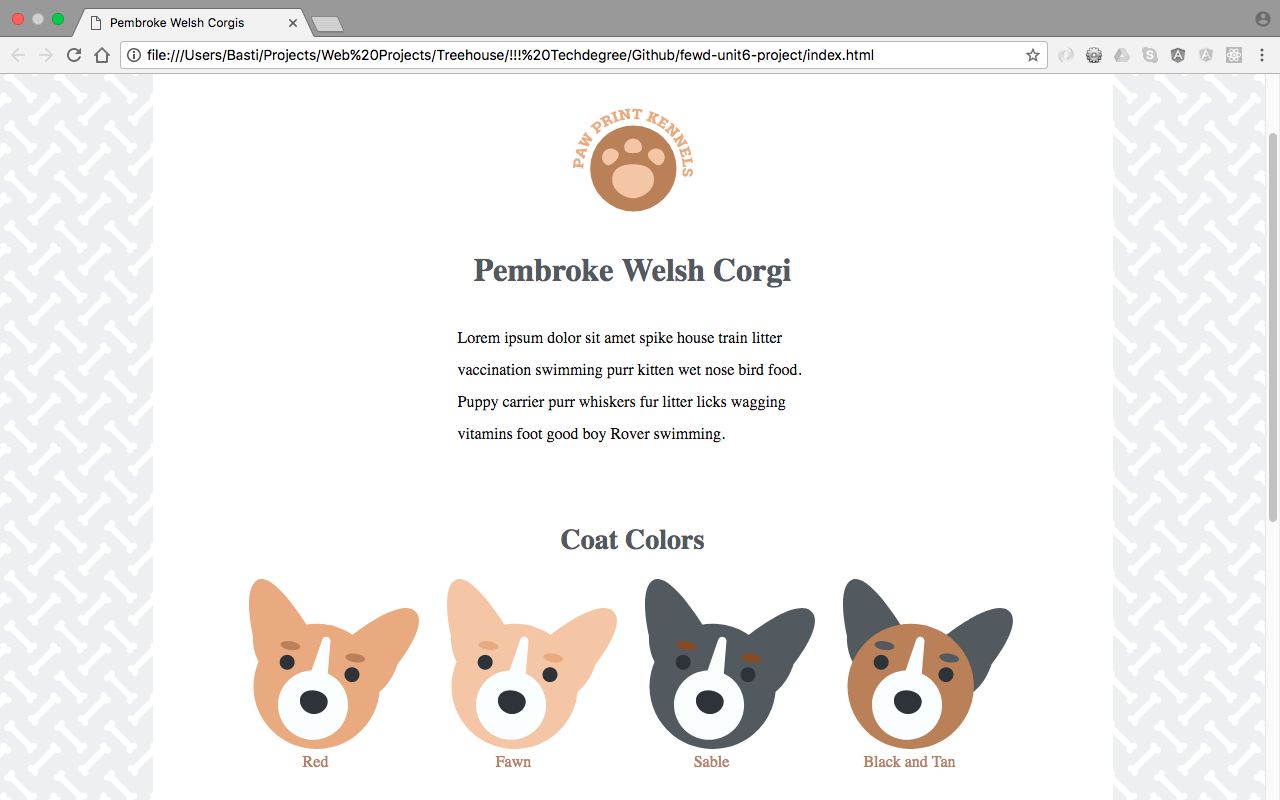 Pembroke Welsh Corgis
file:///Users/Basti/Projects/Web%20Projects/Treehouse/!!!%20Techdegree/Github/fewd-unit6-project/index.html
PAW PRINT KENNELS
Pembroke Welsh Corgi
Lorem ipsum dolor sit amet spike house train litter
vaccination swimming purr kitten wet nose bird food.
Puppy carrier purr whiskers fur litter licks wagging
vitamins foot good boy Rover swimming.
Coat Colors
Red
Fawn
Sable
Black and Tan